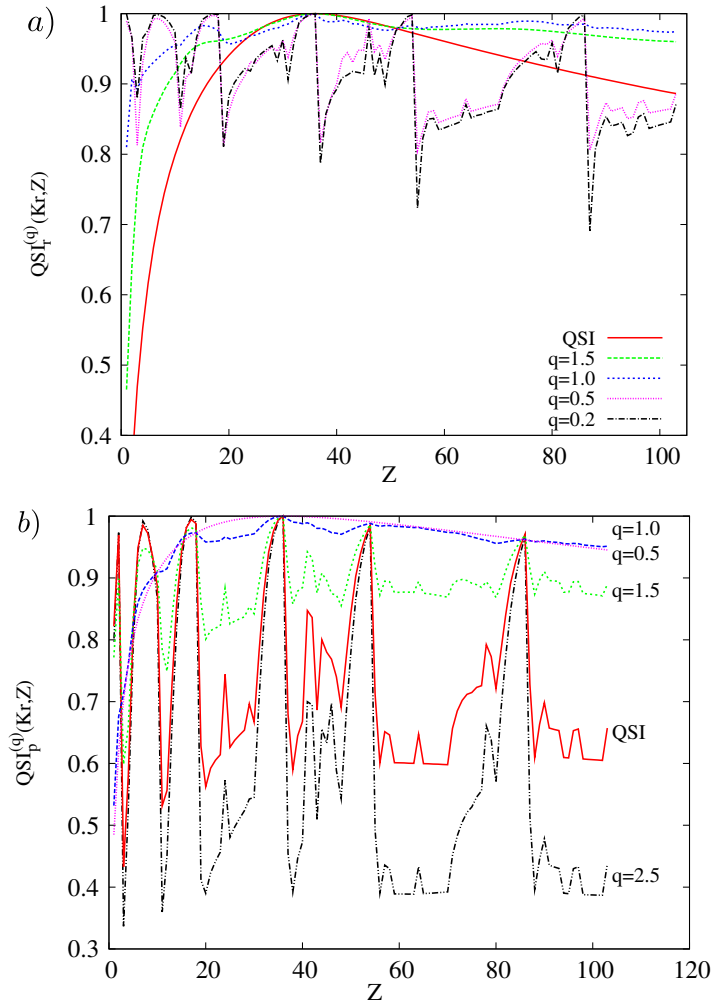 a)
1
0.9
0.8
0.7
0.6
0.5
0.4
QSI_r^(q)(Kr,Z)
QSI
q=1.5
q=1.0
q=0.5
q=0.2
0 20 40 60 80 100
Z
b)
1
0.9
0.8
0.7
0.6
0.5
0.4
0.3
QSI_p^(q)(Kr,Z)
q=1.0
q=0.5
q=1.5
QSI
q=2.5
0 20 40 60 80 100 120
Z